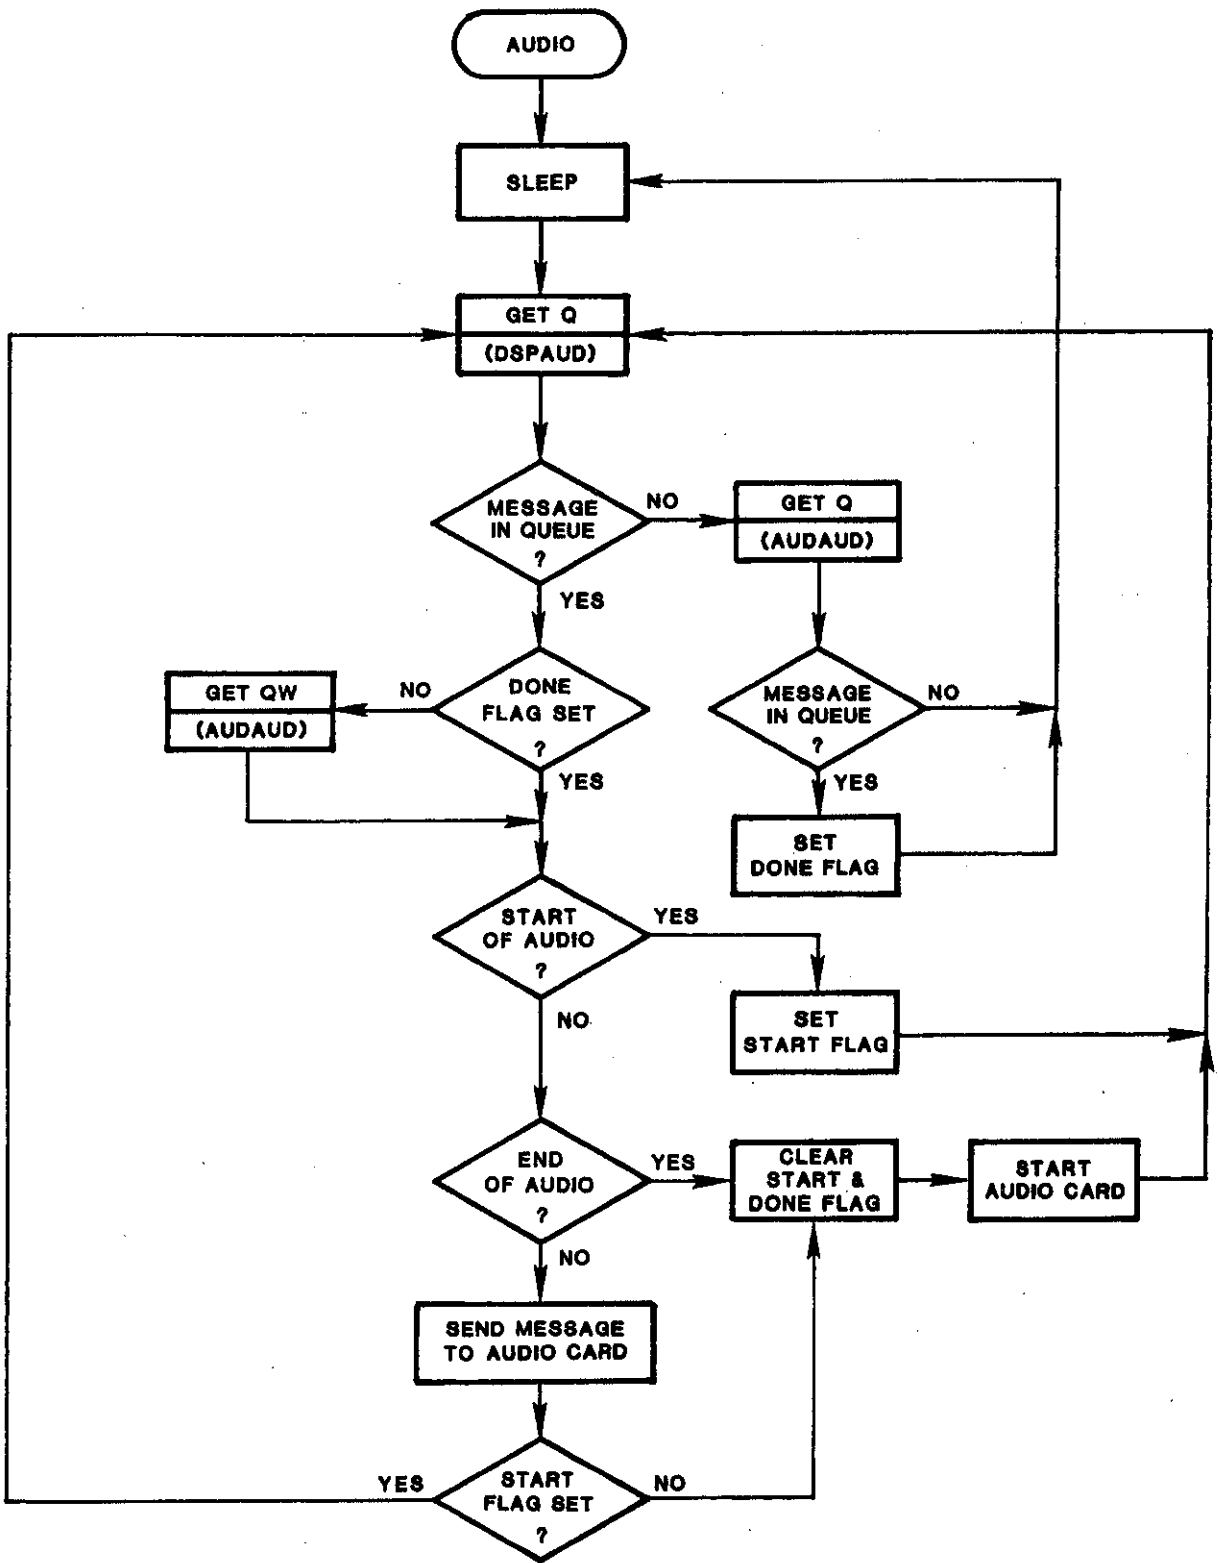 AUDIO
SLEEP
GET Q
(DSPAUD)
MESSAGE
IN QUEUE
?
NO
GET Q
(AUDAUD)
YES
GET QW
(AUDAUD)
NO
DONE
FLAG SET
?
YES
MESSAGE
IN QUEUE
?
NO
YES
SET
DONE FLAG
START
OF AUDIO
?
YES
NO
SET
START FLAG
END
OF AUDIO
?
YES
NO
CLEAR
START &
DONE FLAG
START
AUDIO CARD
SEND MESSAGE
TO AUDIO CARD
YES
START
FLAG SET
?
NO